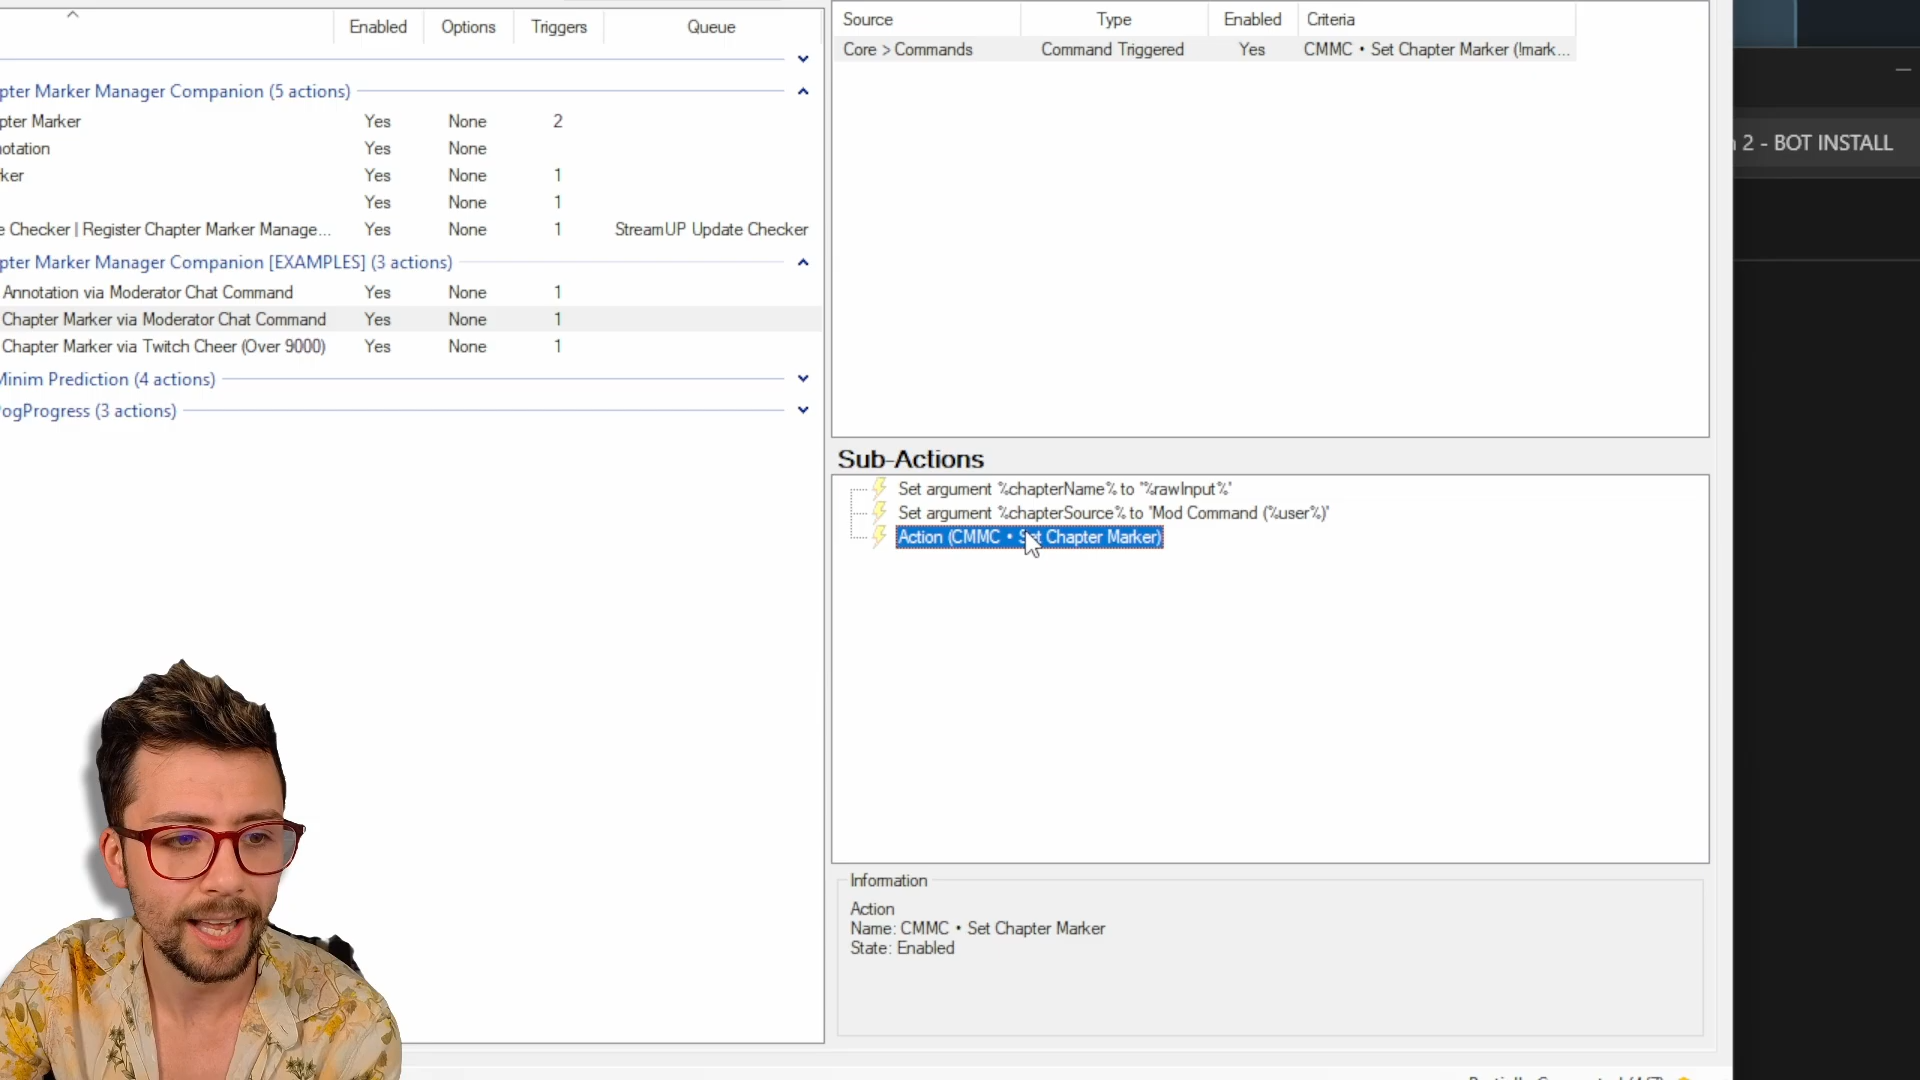 Enabled Options Triggers Queue
pter Marker Manager Companion (5 actions)
pter Marker Yes None 2
notation Yes None
ker Yes None 1
Yes None 1
e Checker | Register Chapter Marker Manage... Yes None 1 StreamUP Update Checker
pter Marker Manager Companion [EXAMPLES] (3 actions)
Annotation via Moderator Chat Command Yes None 1
Chapter Marker via Moderator Chat Command Yes None 1
Chapter Marker via Twitch Cheer (Over 9000) Yes None 1
Minim Prediction (4 actions)
ogProgress (3 actions)
Source Type Enabled Criteria
Core > Commands Command Triggered Yes CMMC • Set Chapter Marker (!mark...
Sub-Actions
Set argument %chapterName% to "%rawInput%"
Set argument %chapterSource% to 'Mod Command (%user%)'
Action (CMMC • Set Chapter Marker)
Information
Action
Name: CMMC • Set Chapter Marker
State: Enabled
2 - BOT INSTALL